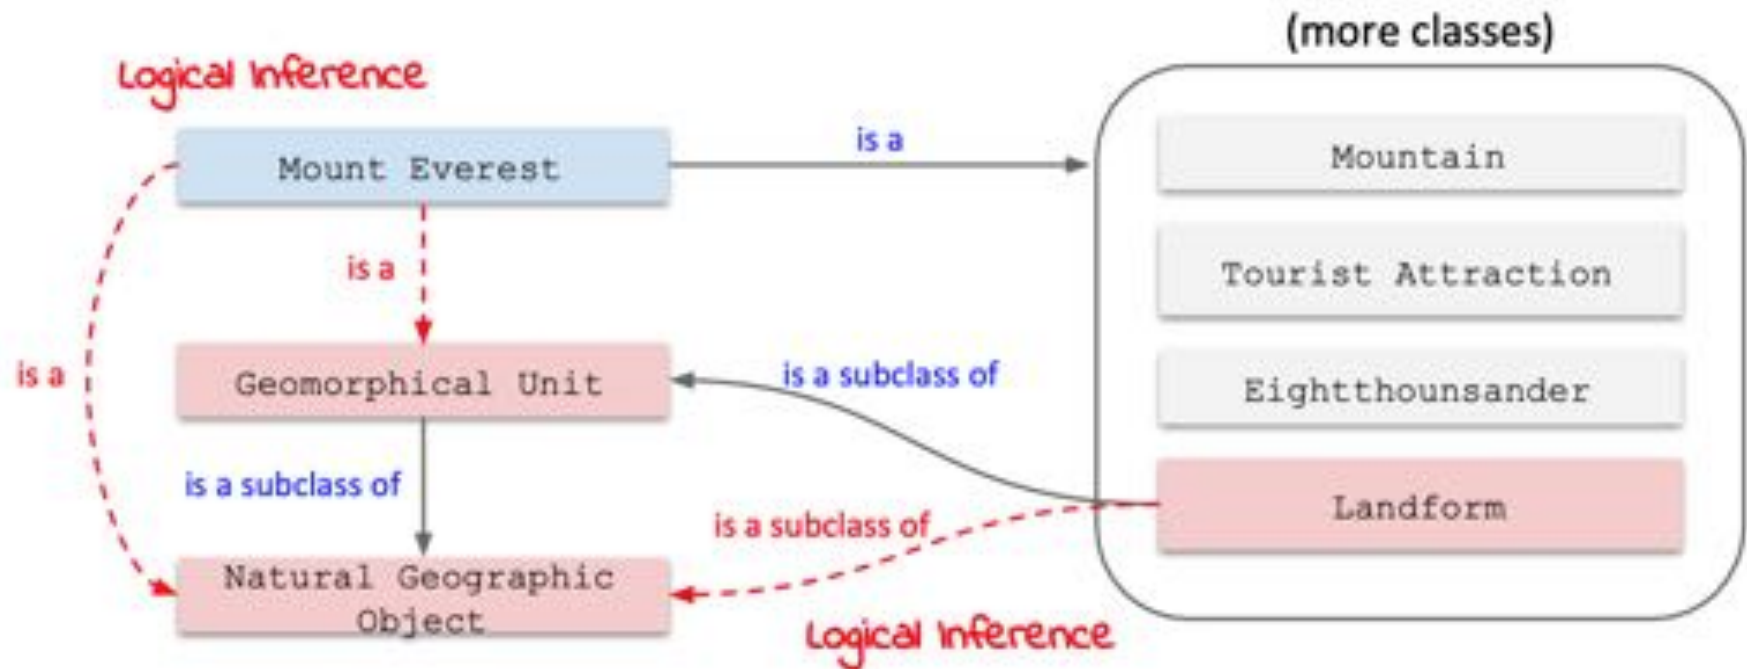 (more classes)
Logical Inference
Mount Everest
is a
Mountain
is a
Tourist Attraction
is a
Geomorphical Unit
is a subclass of
Eightthounsander
is a subclass of
is a subclass of
Landform
Natural Geographic
Object
Logical Inference